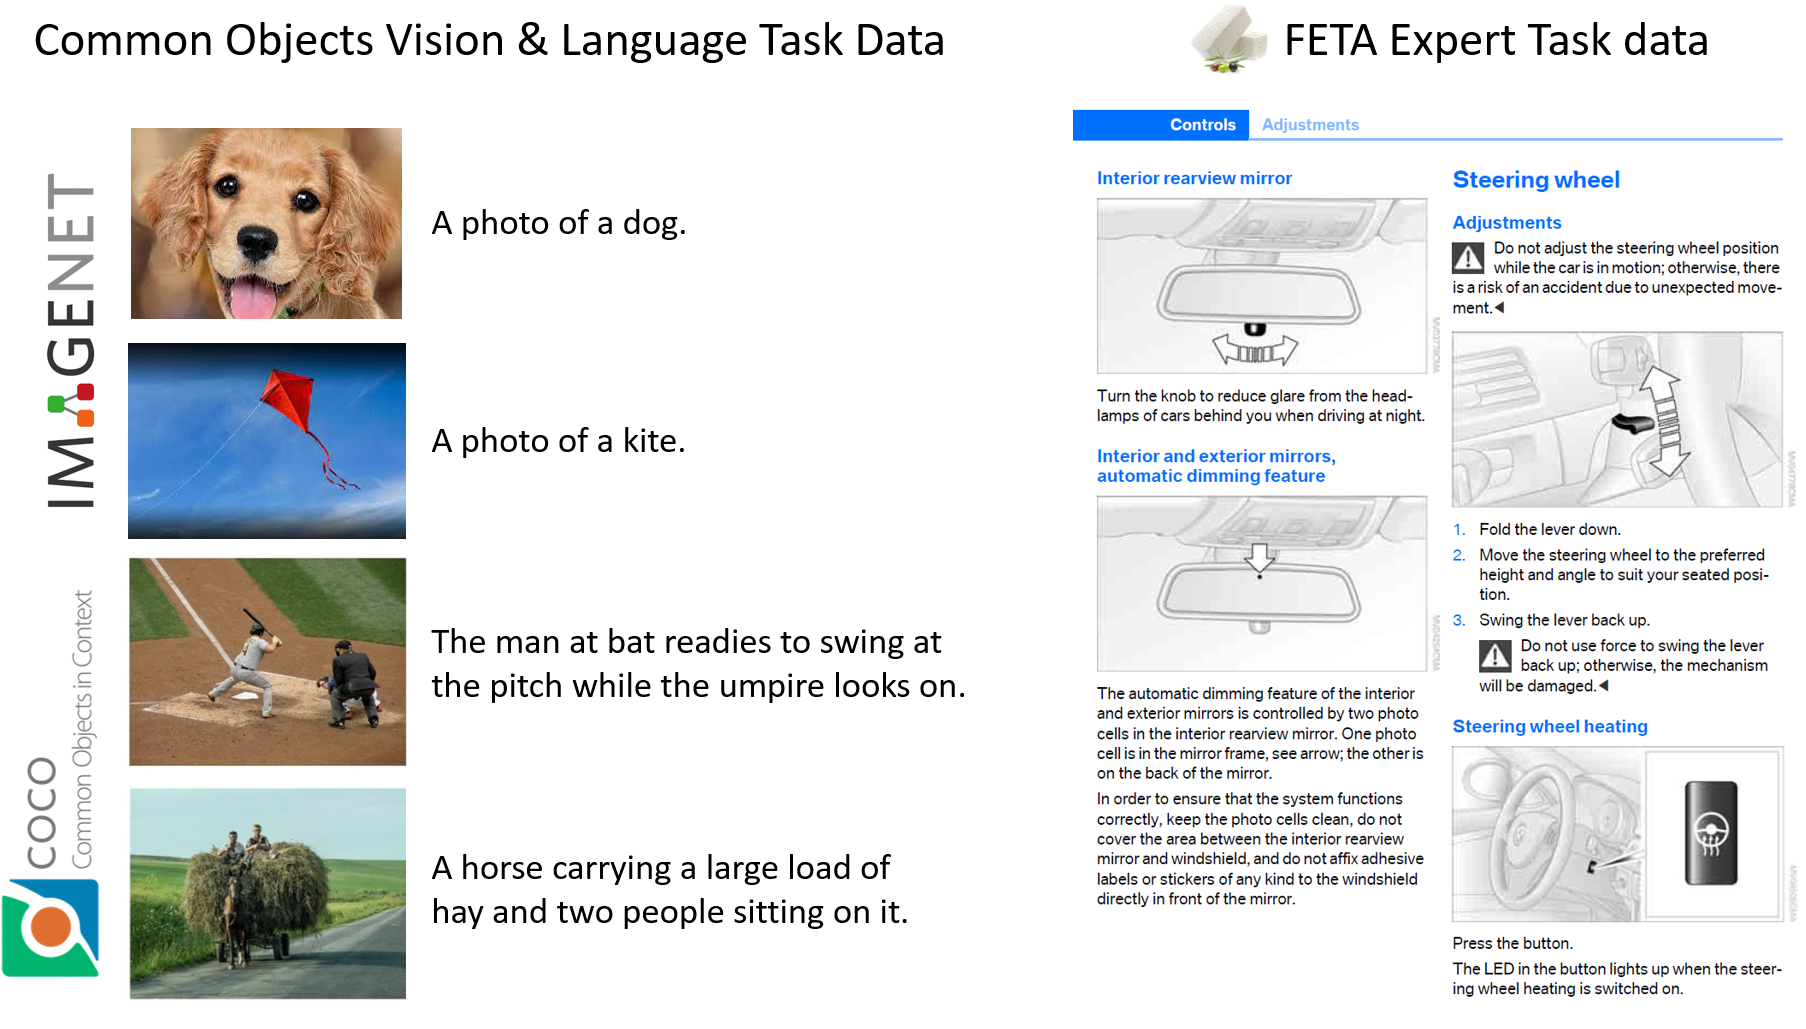 Common Objects Vision & Language Task Data
IMAGENET
A photo of a dog.
A photo of a kite.
COCO
Common Objects in Context
The man at bat readies to swing at
the pitch while the umpire looks on.
A horse carrying a large load of
hay and two people sitting on it.
FETA Expert Task data
Controls Adjustments
Interior rearview mirror
Turn the knob to reduce glare from the head-
lamps of cars behind you when driving at night.
Interior and exterior mirrors,
automatic dimming feature
The automatic dimming feature of the interior
and exterior mirrors is controlled by two photo
cells in the interior rearview mirror. One photo
cell is in the mirror frame, see arrow; the other is
on the back of the mirror.
In order to ensure that the system functions
correctly, keep the photo cells clean, do not
cover the area between the interior rearview
mirror and windshield, and do not affix adhesive
labels or stickers of any kind to the windshield
directly in front of the mirror.
Steering wheel
Adjustments
Do not adjust the steering wheel position
while the car is in motion; otherwise, there
is a risk of an accident due to unexpected move-
ment.
1. Fold the lever down.
2. Move the steering wheel to the preferred
height and angle to suit your seated posi-
tion.
3. Swing the lever back up.
Do not use force to swing the lever
back up; otherwise, the mechanism
will be damaged.
Steering wheel heating
Press the button.
The LED in the button lights up when the steer-
ing wheel heating is switched on.